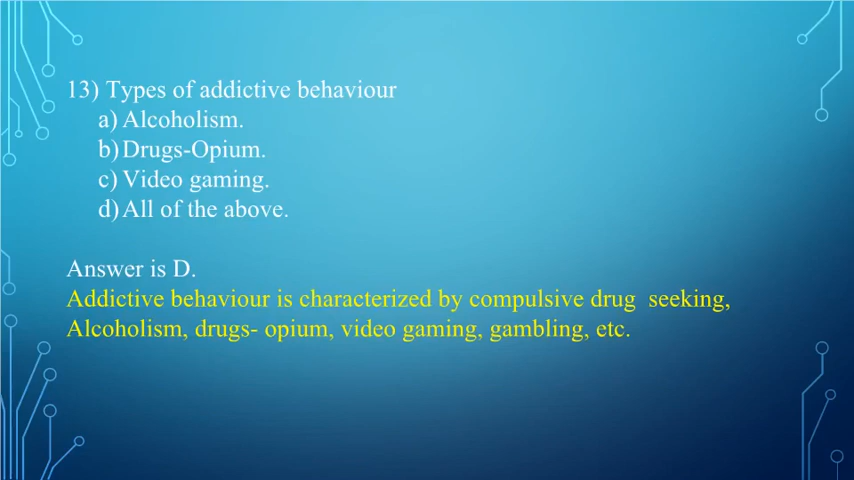 13) Types of addictive behaviour
a) Alcoholism.
b) Drugs-Opium.
c) Video gaming.
d) All of the above.
Answer is D.
Addictive behaviour is characterized by compulsive drug  seeking,
Alcoholism, drugs- opium, video gaming, gambling, etc.